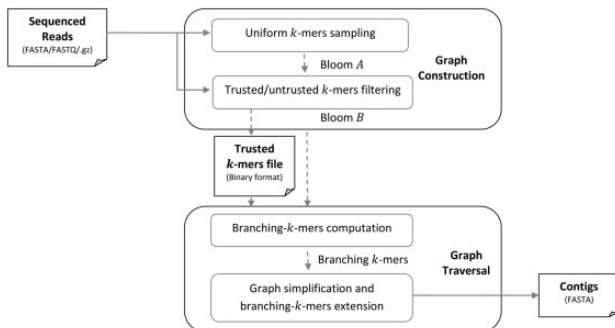 Sequenced
Reads
(FASTA/FASTQ/.gz)
Uniform k-mers sampling
Bloom A
Graph
Construction
Trusted/untrusted k-mers filtering
Bloom B
Trusted
k-mers file
(Binary format)
Branching-k-mers computation
Branching k-mers
Graph
Traversal
Graph simplification and
branching-k-mers extension
Contigs
(FASTA)